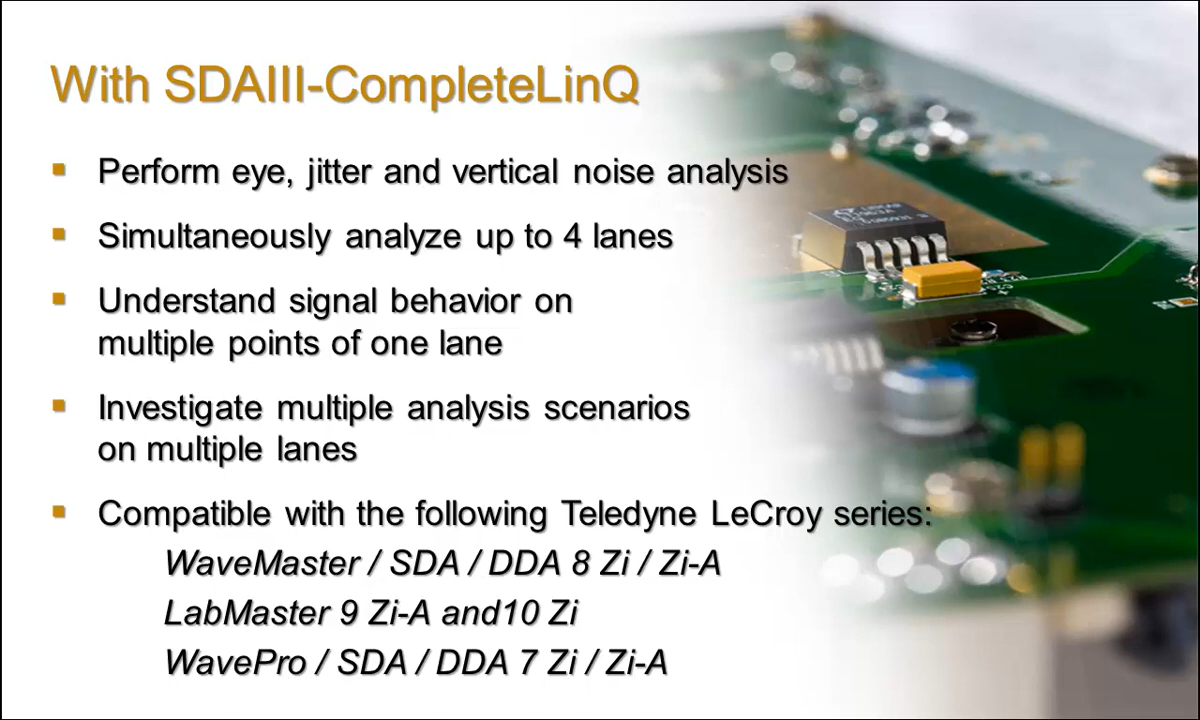 With SDAIII-CompleteLinQ
Perform eye, jitter and vertical noise analysis
Simultaneously analyze up to 4 lanes
Understand signal behavior on
multiple points of one lane
Investigate multiple analysis scenarios
on multiple lanes
Compatible with the following Teledyne LeCroy series:
WaveMaster / SDA / DDA 8 Zi / Zi-A
LabMaster 9 Zi-A and10 Zi
WavePro / SDA / DDA 7 Zi / Zi-A